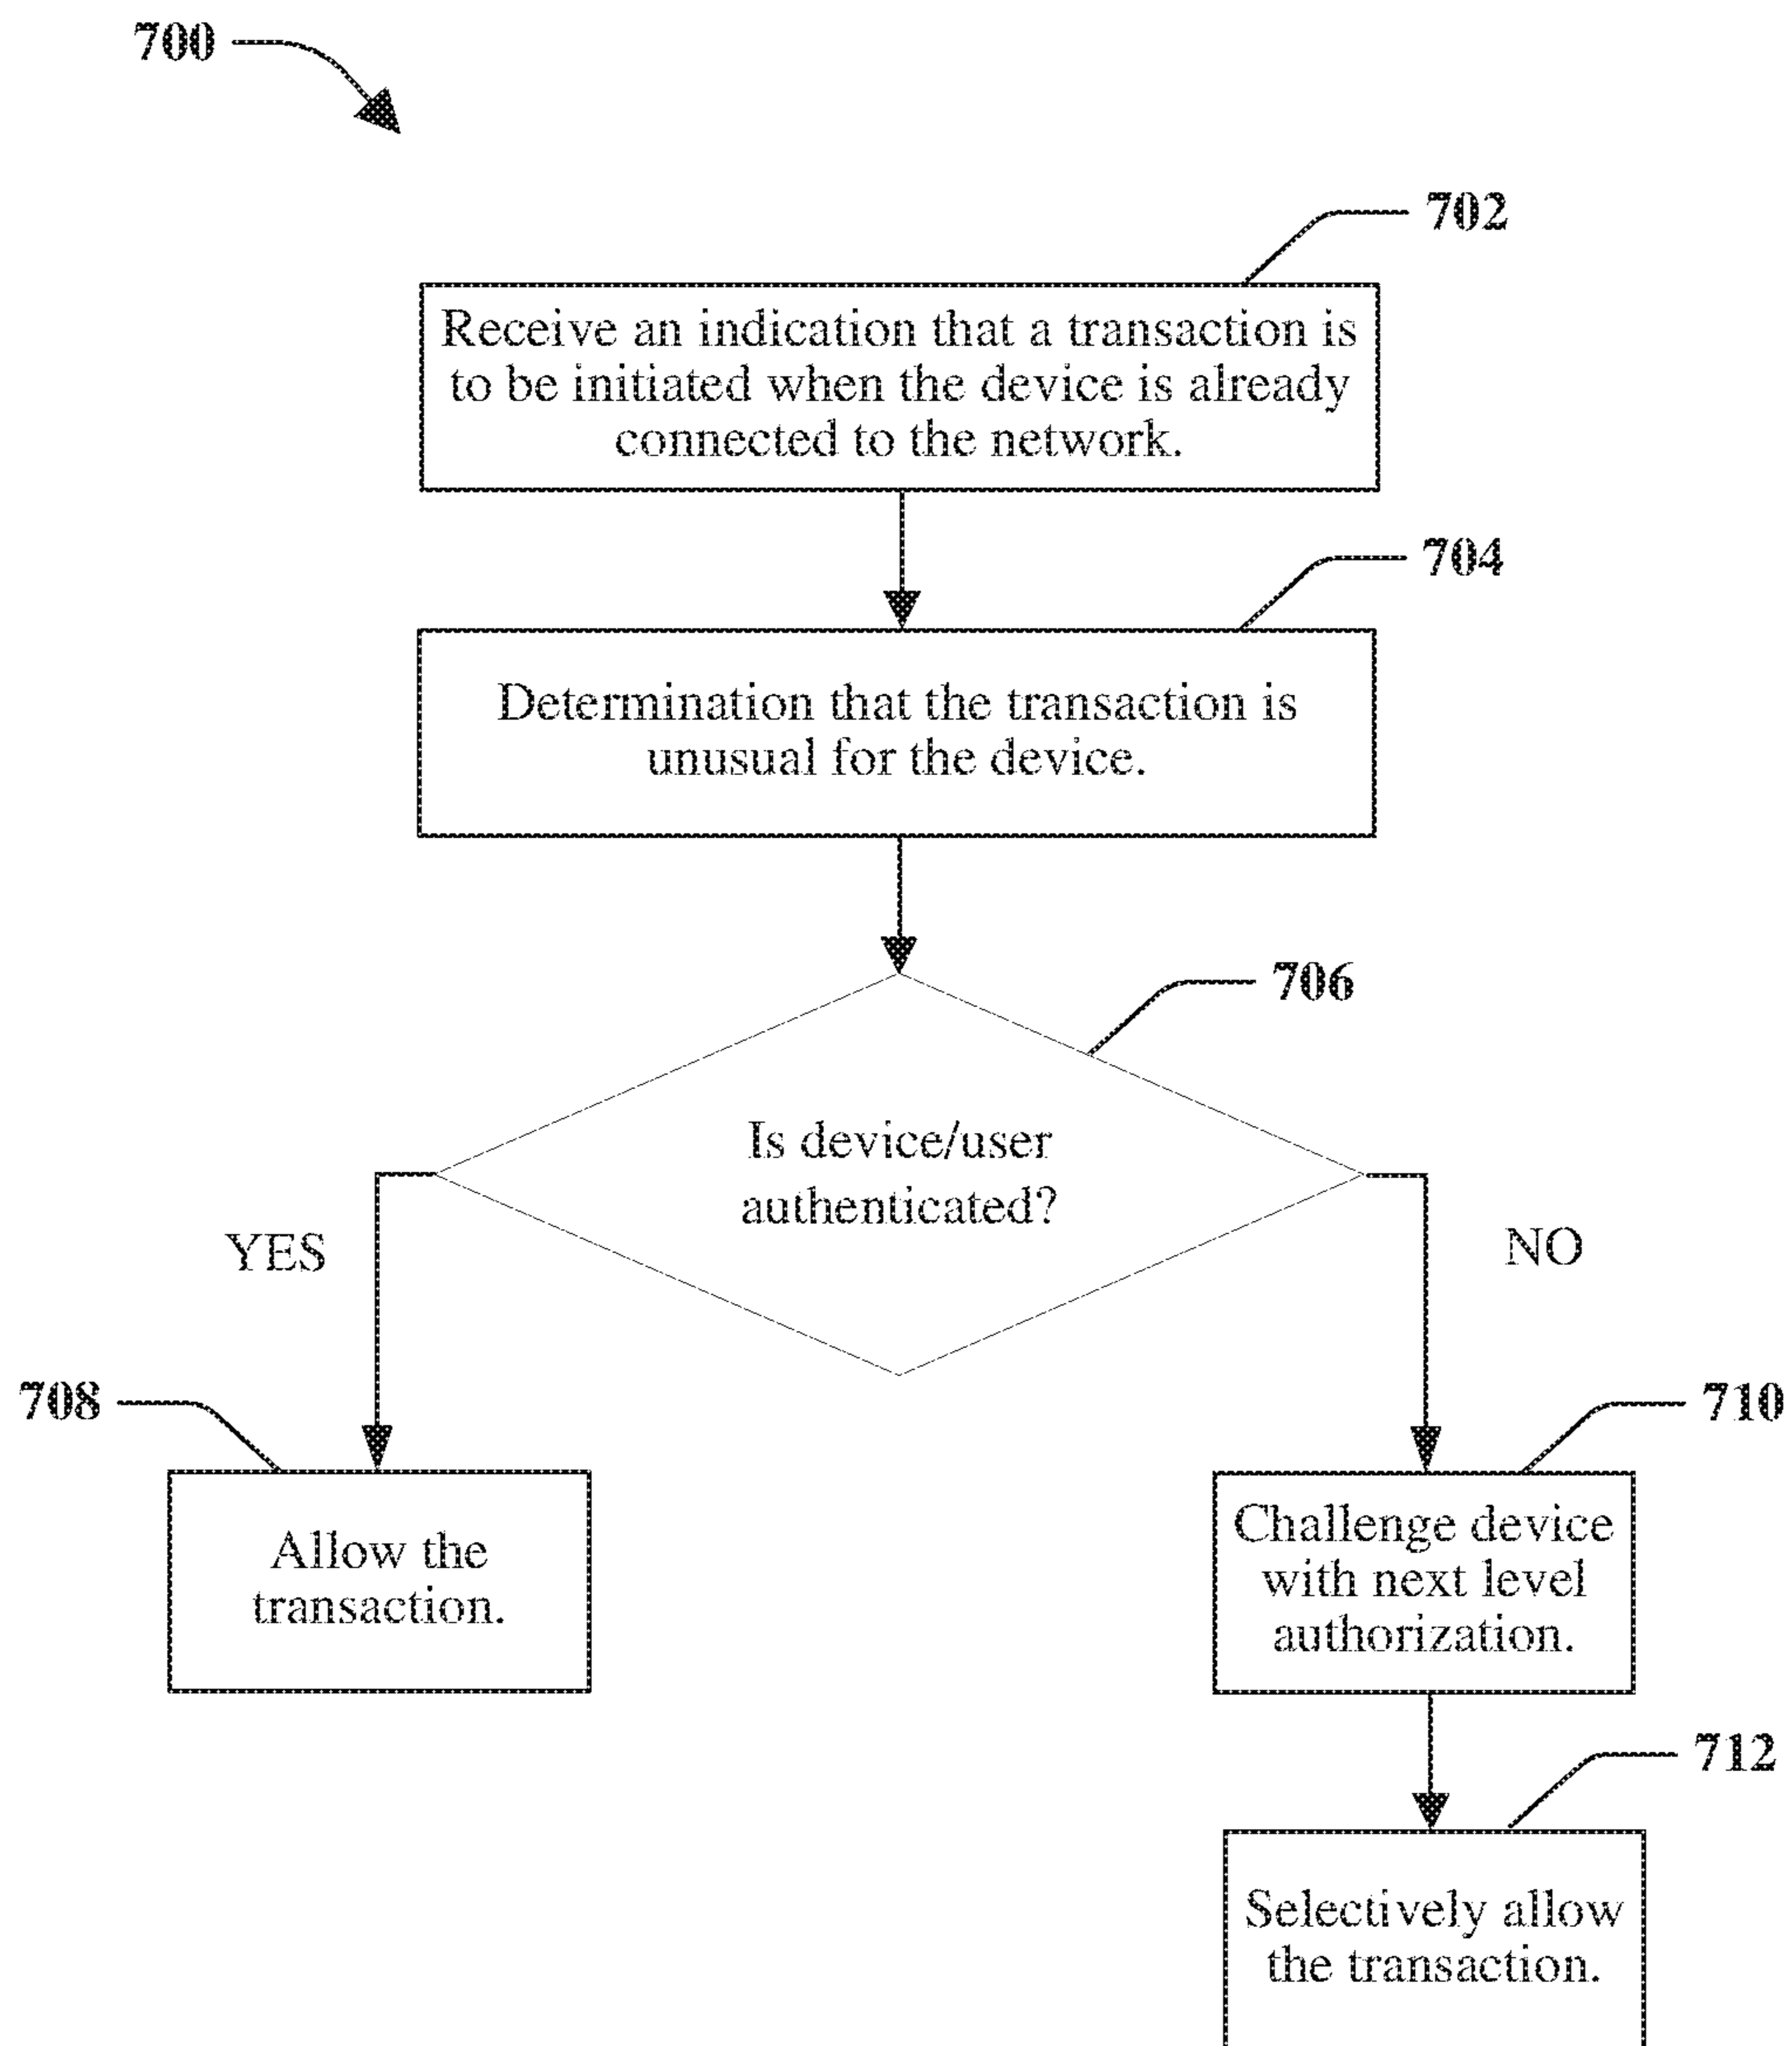 700
702
Receive an indication that a transaction is
to be initiated when the device is already
connected to the network.
704
Determination that the transaction is
unusual for the device.
706
Is device/user
authenticated?
YES
NO
708
710
Allow the
transaction.
Challenge device
with next level
authorization.
712
Selectively allow
the transaction.